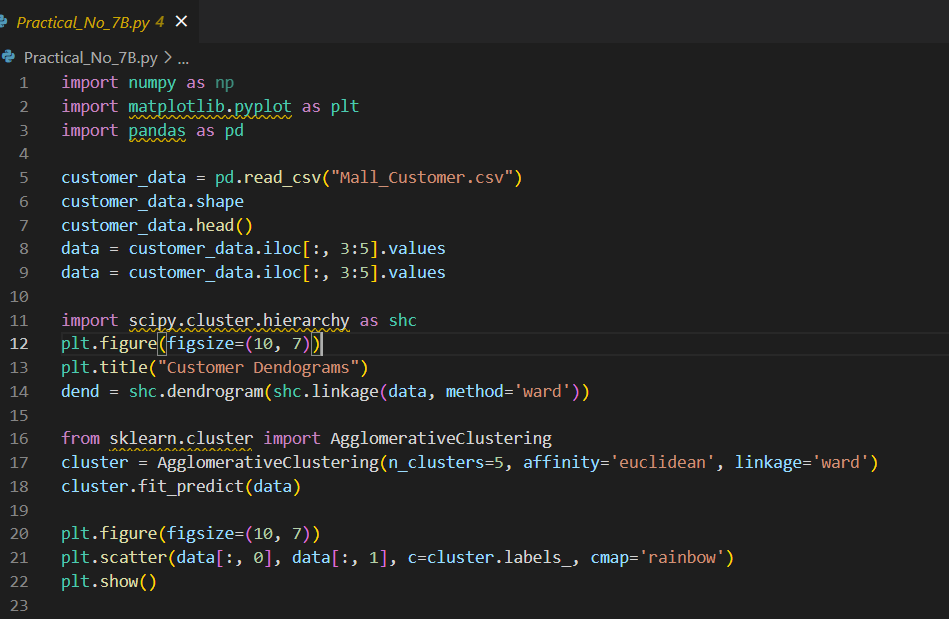 Practical_No_7B.py 4 ✕
Practical_No_7B.py > ...
1 import numpy as np
2 import matplotlib.pyplot as plt
3 import pandas as pd
4
5 customer_data = pd.read_csv("Mall_Customer.csv")
6 customer_data.shape
7 customer_data.head()
8 data = customer_data.iloc[:, 3:5].values
9 data = customer_data.iloc[:, 3:5].values
10
11 import scipy.cluster.hierarchy as shc
12 plt.figure(figsize=(10, 7))
13 plt.title("Customer Dendograms")
14 dend = shc.dendrogram(shc.linkage(data, method='ward'))
15
16 from sklearn.cluster import AgglomerativeClustering
17 cluster = AgglomerativeClustering(n_clusters=5, affinity='euclidean', linkage='ward')
18 cluster.fit_predict(data)
19
20 plt.figure(figsize=(10, 7))
21 plt.scatter(data[:, 0], data[:, 1], c=cluster.labels_, cmap='rainbow')
22 plt.show()
23